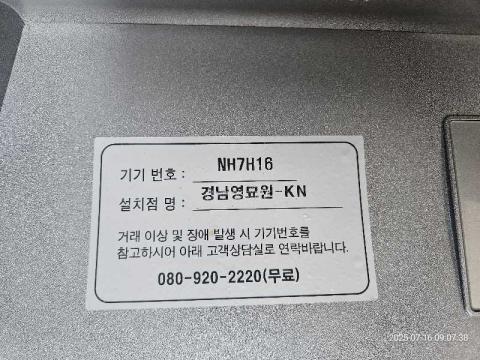 기기 번호 : NH7H16
설치점 명 : 경남영묘원-KN
거래 이상 및 장애 발생 시 기기번호를
참고하시어 아래 고객상담실로 연락바랍니다.
080-920-2220(무료)
2025-07-16 09:07:38